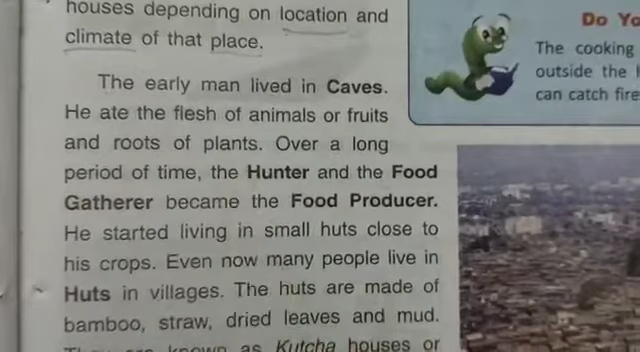 houses depending on location and
climate of that place.
The early man lived in Caves.
He ate the flesh of animals or fruits
and roots of plants. Over a long
period of time, the Hunter and the Food
Gatherer became the Food Producer.
He started living in small huts close to
his crops. Even now many people live in
Huts in villages. The huts are made of
bamboo, straw, dried leaves and mud.
known as Kutcha houses or
Do Yo
The cooking
outside the
can catch fire